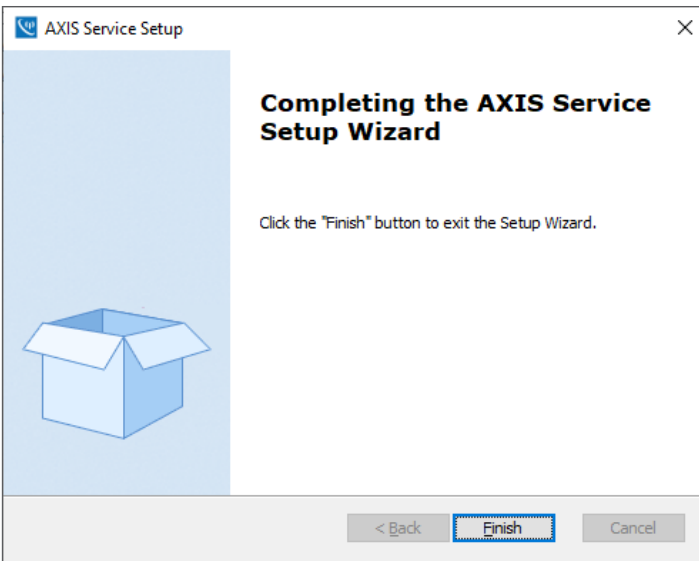 AXIS Service Setup
Completing the AXIS Service
Setup Wizard
Click the "Finish" button to exit the Setup Wizard.
< Back
Finish
Cancel